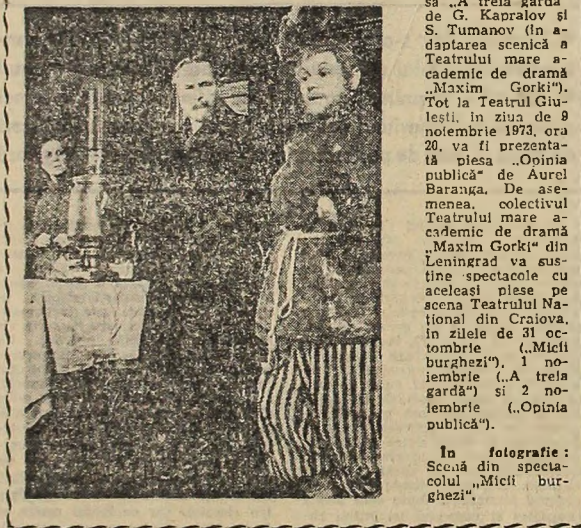 să „A treia gardă“
de G. Kapralov și
S. Tumanov (în a-
daptarea scenică a
Teatrului mare a-
cademic de dramă
„Maxim Gorki“).
Tot la Teatrul Giu-
lești, în ziua de 9
noiembrie 1973, ora
20, va fi prezenta-
tă piesa „Opinia
publică“ de Aurel
Baranga. De ase-
menea, colectivul
Teatrului mare a-
cademic de dramă
„Maxim Gorki“ din
Leningrad va sus-
ține spectacole cu
aceleași piese pe
scena Teatrului Na-
țional din Craiova,
în zilele de 31 oc-
tombrie („Micii
burghezi“), 1 no-
iembrie („A treia
gardă“) și 2 no-
iembrie („Opinia
publică“).
În fotografie :
Scenă din specta-
colul „Micii bur-
ghezi“.